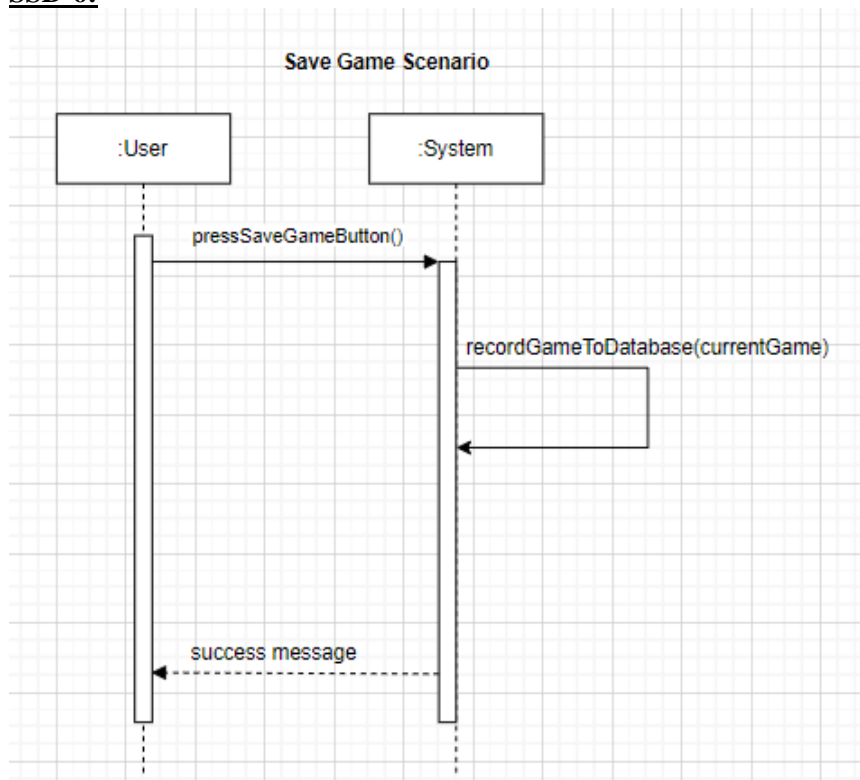 Save Game Scenario
:User
:System
pressSaveGameButton()
recordGameToDatabase(currentGame)
success message